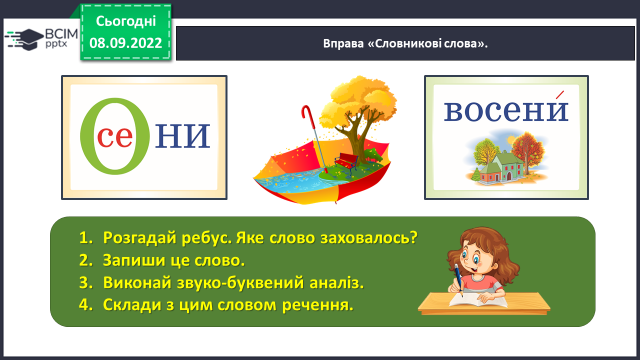 Сьогодні
08.09.2022
ВСІМ
pptx
Вправа «Словникові слова».
О
се
ни
восени́
1. Розгадай ребус. Яке слово заховалось?
2. Запиши це слово.
3. Виконай звуко-буквений аналіз.
4. Склади з цим словом речення.